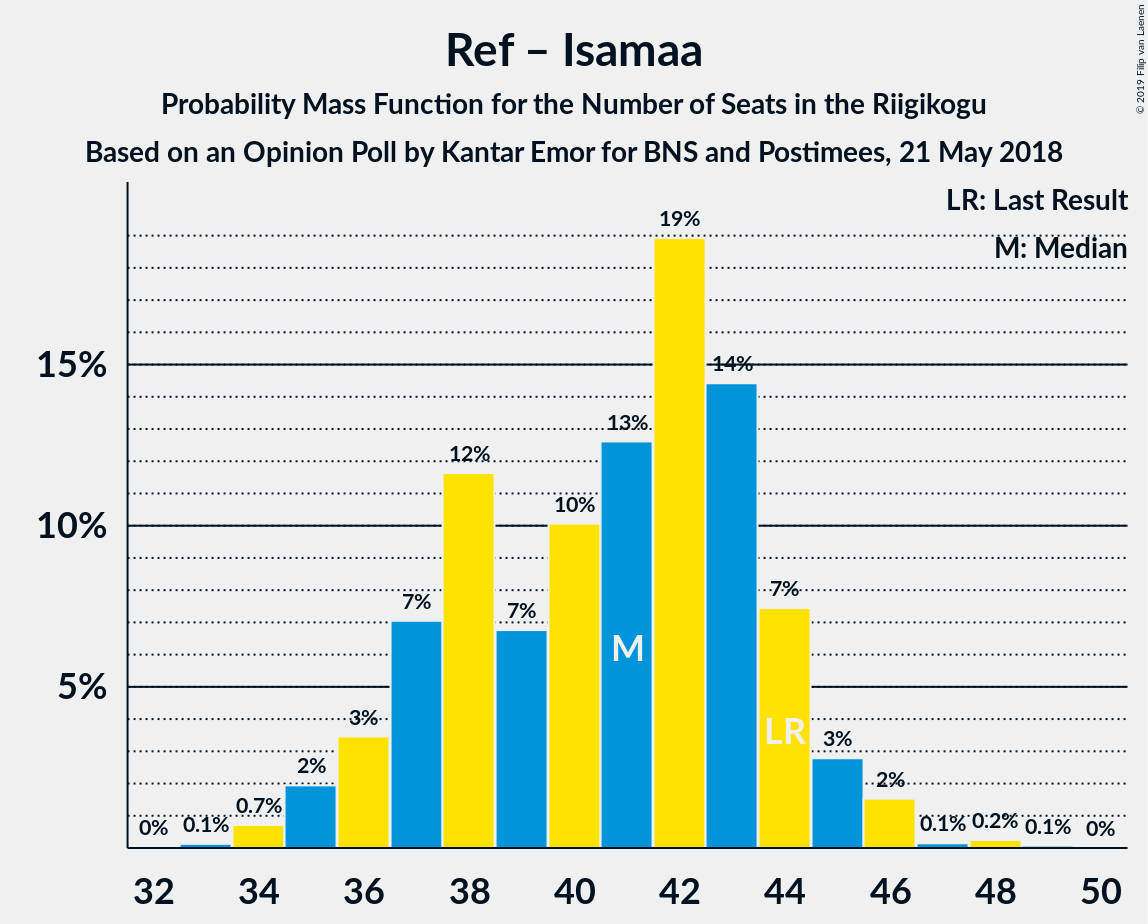 Ref – Isamaa
Probability Mass Function for the Number of Seats in the Riigikogu
Based on an Opinion Poll by Kantar Emor for BNS and Postimees, 21 May 2018
© 2019 Filip van Laenen
LR: Last Result
M: Median
15%
10%
5%
0%
0.1%
0.7%
2%
3%
7%
12%
7%
10%
13%
19%
14%
7%
3%
2%
0.1%
0.2%
0.1%
0%
M
LR
32 34 36 38 40 42 44 46 48 50